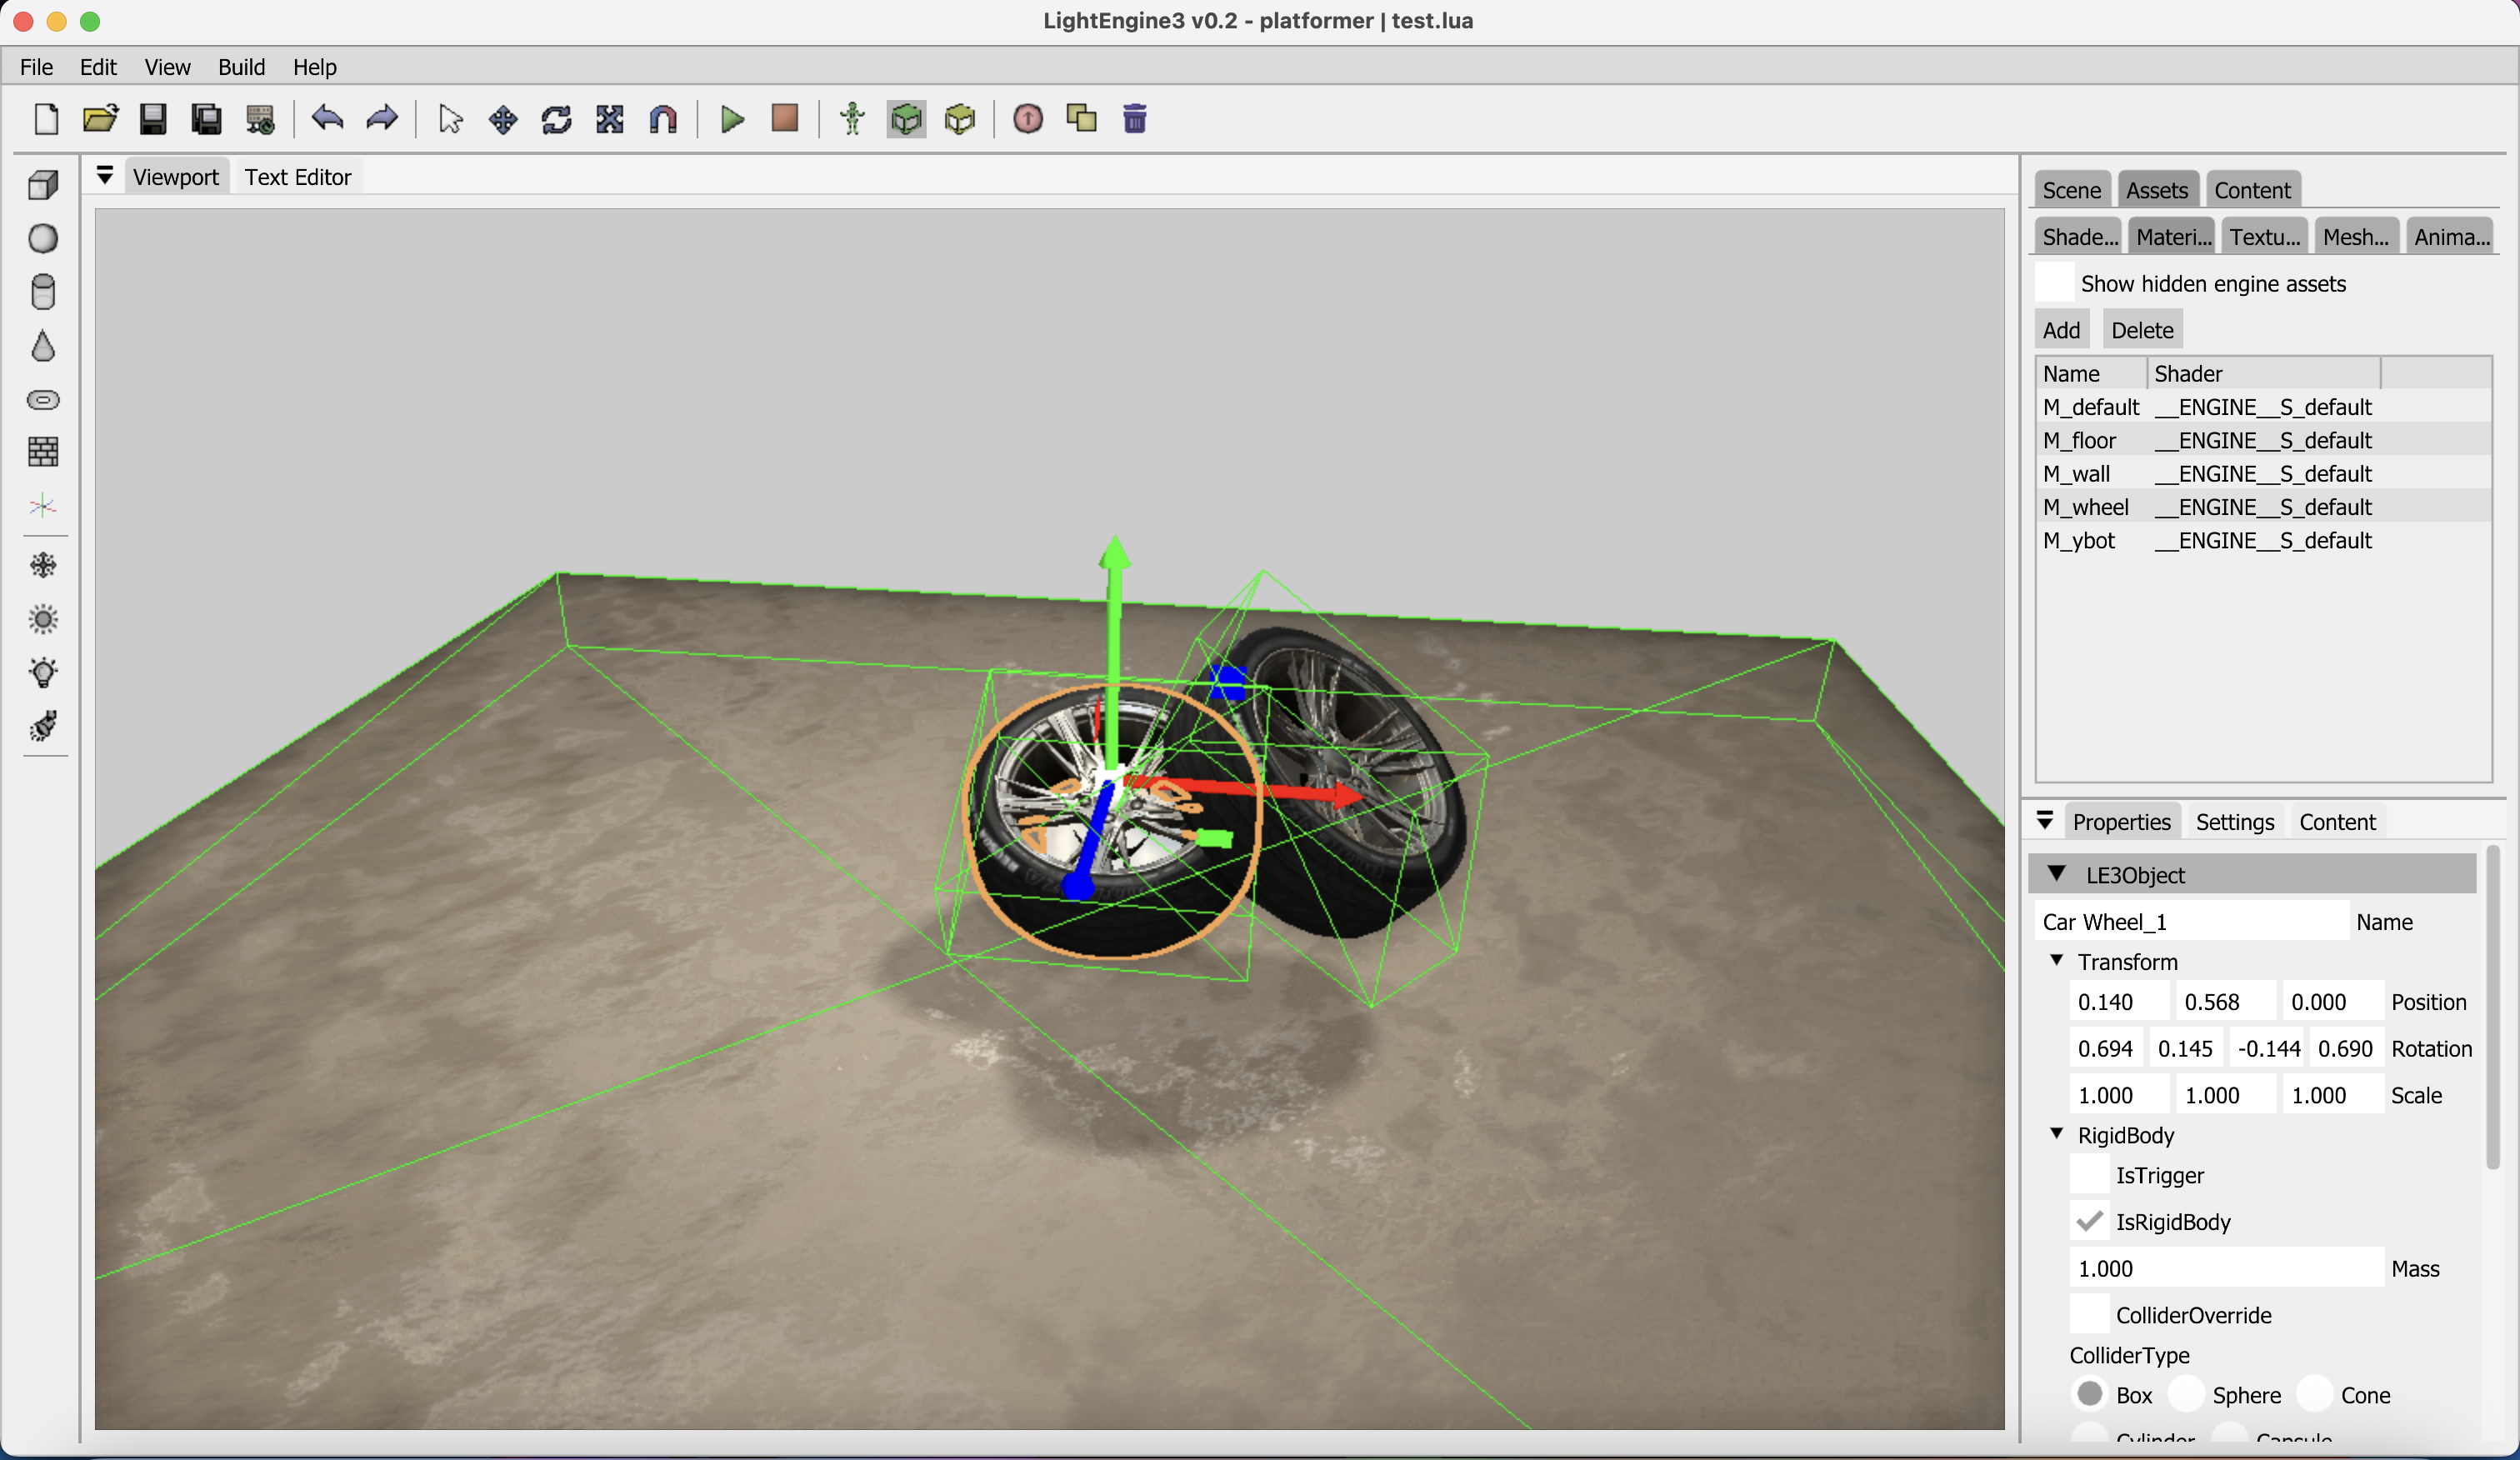 LightEngine3 v0.2 - platformer | test.lua
File Edit View Build Help
Viewport Text Editor
Scene Assets Content
Shade... Materi... Textu... Mesh... Anima...
Show hidden engine assets
Add Delete
Name Shader
M_default __ENGINE__S_default
M_floor __ENGINE__S_default
M_wall __ENGINE__S_default
M_wheel __ENGINE__S_default
M_ybot __ENGINE__S_default
Properties Settings Content
LE3Object
Car Wheel_1 Name
Transform
0.140 0.568 0.000 Position
0.694 0.145 -0.144 0.690 Rotation
1.000 1.000 1.000 Scale
RigidBody
IsTrigger
IsRigidBody
1.000 Mass
ColliderOverride
ColliderType
Box Sphere Cone
Cylinder Capsule